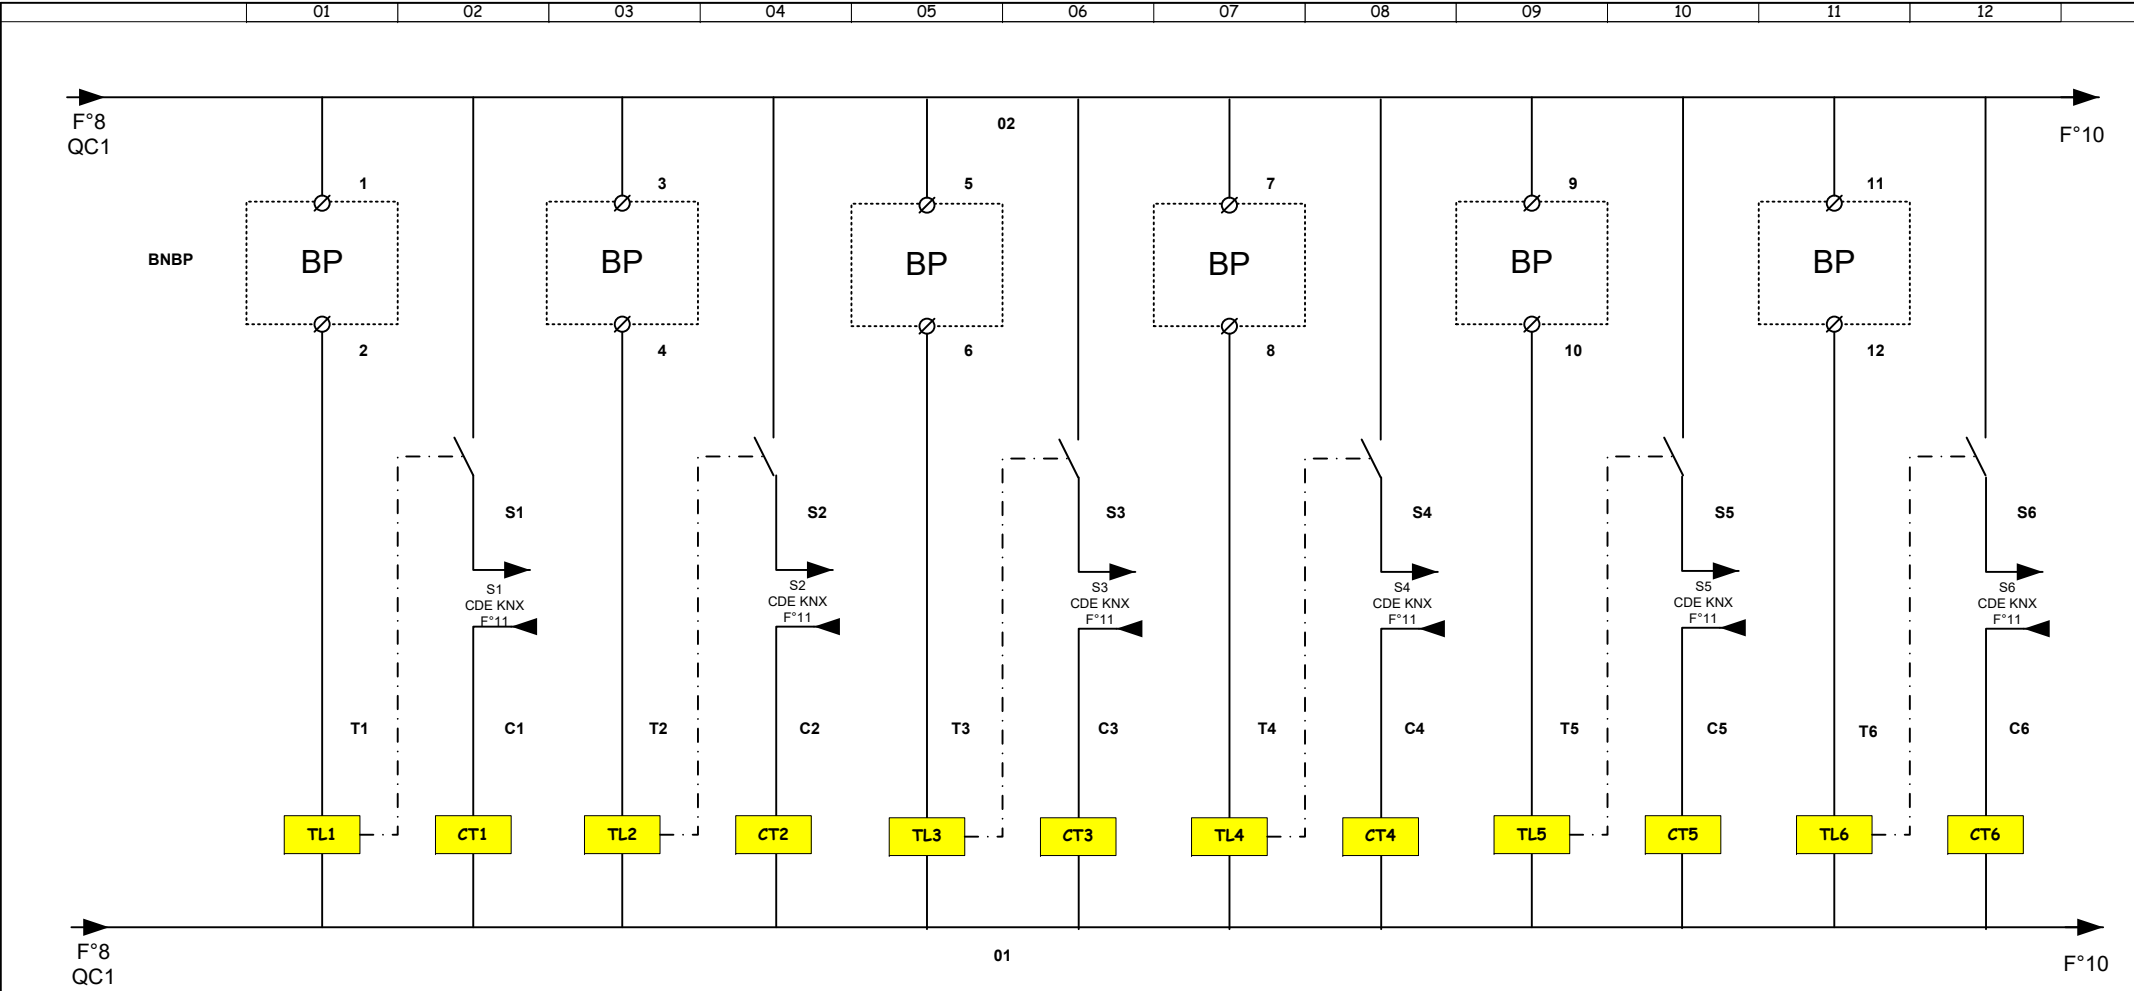 01 02 03 04 05 06 07 08 09 10 11 12
F°8
QC1
02
F°10
1 3 5 7 9 11
BNBP
BP BP BP BP BP BP
2 4 6 8 10 12
S1 S2 S3 S4 S5 S6
S1
CDE KNX
F°11
S2
CDE KNX
F°11
S3
CDE KNX
F°11
S4
CDE KNX
F°11
S5
CDE KNX
F°11
S6
CDE KNX
F°11
T1 C1 T2 C2 T3 C3 T4 C4 T5 C5 T6 C6
TL1 CT1 TL2 CT2 TL3 CT3 TL4 CT4 TL5 CT5 TL6 CT6
F°8
QC1
01
F°10